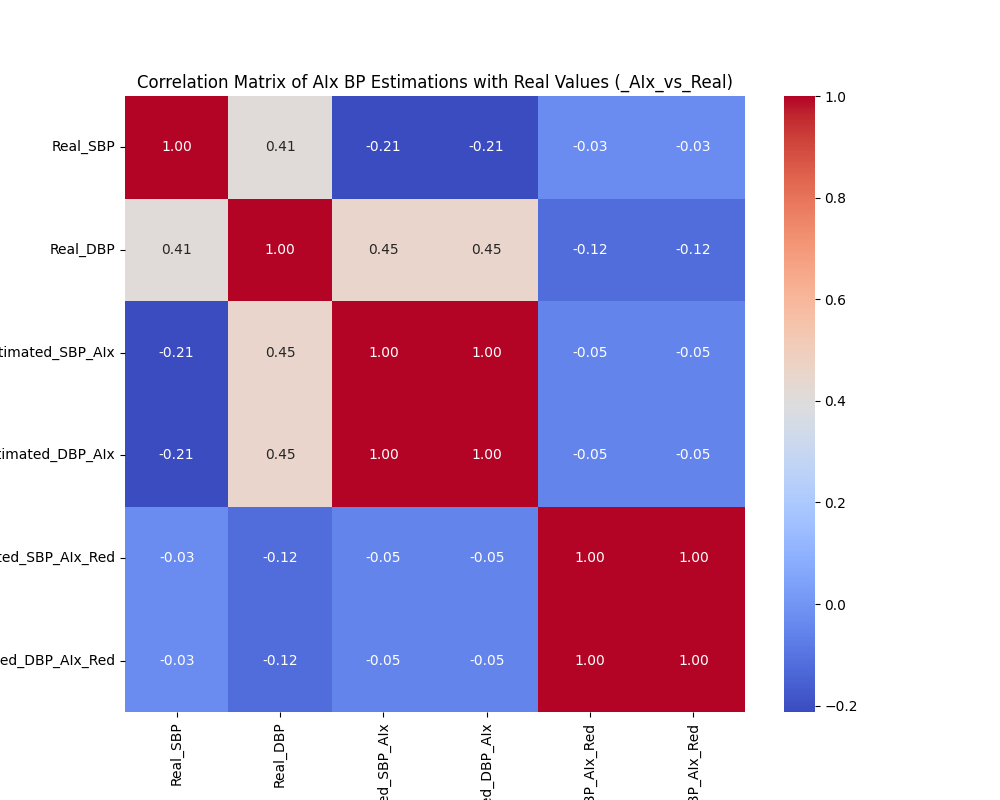 Correlation Matrix of AIx BP Estimations with Real Values (_AIx_vs_Real)
Real_SBP 1.00 0.41 -0.21 -0.21 -0.03 -0.03
Real_DBP 0.41 1.00 0.45 0.45 -0.12 -0.12
timated_SBP_AIx -0.21 0.45 1.00 1.00 -0.05 -0.05
timated_DBP_AIx -0.21 0.45 1.00 1.00 -0.05 -0.05
ted_SBP_AIx_Red -0.03 -0.12 -0.05 -0.05 1.00 1.00
ed_DBP_AIx_Red -0.03 -0.12 -0.05 -0.05 1.00 1.00
Real_SBP
Real_DBP
ed_SBP_AIx
ed_DBP_AIx
BP_AIx_Red
BP_AIx_Red
1.0
0.8
0.6
0.4
0.2
0.0
−0.2